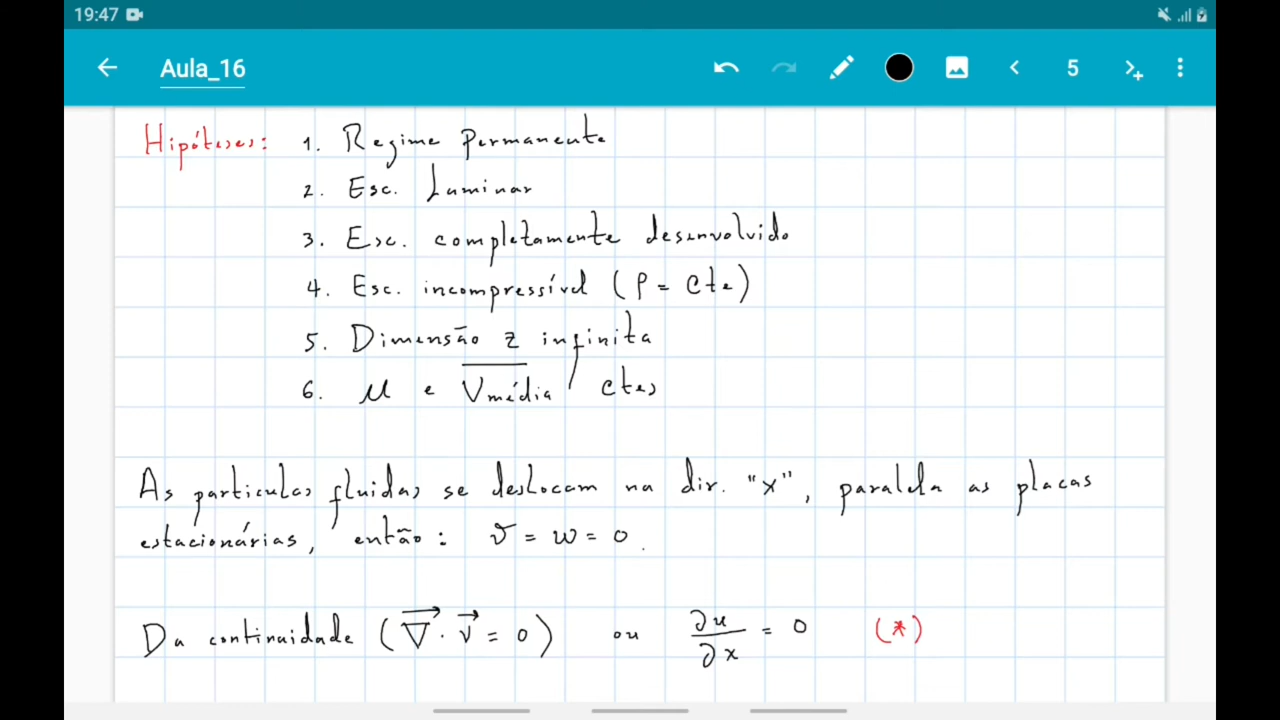 19:47
Aula_16
5
Hipóteses: 1. Regime Permanente
2. Esc. Laminar
3. Esc. completamente desenvolvido
4. Esc. incompressível (ρ = cte)
5. Dimensão z infinita
6. μ e V̅média ctes
As partículas fluidas se deslocam na dir. "x", paralela as placas
estacionárias, então: v = w = 0.
Da continuidade (∇⃗ · v⃗ = 0) ou ∂u/∂x = 0 (*)